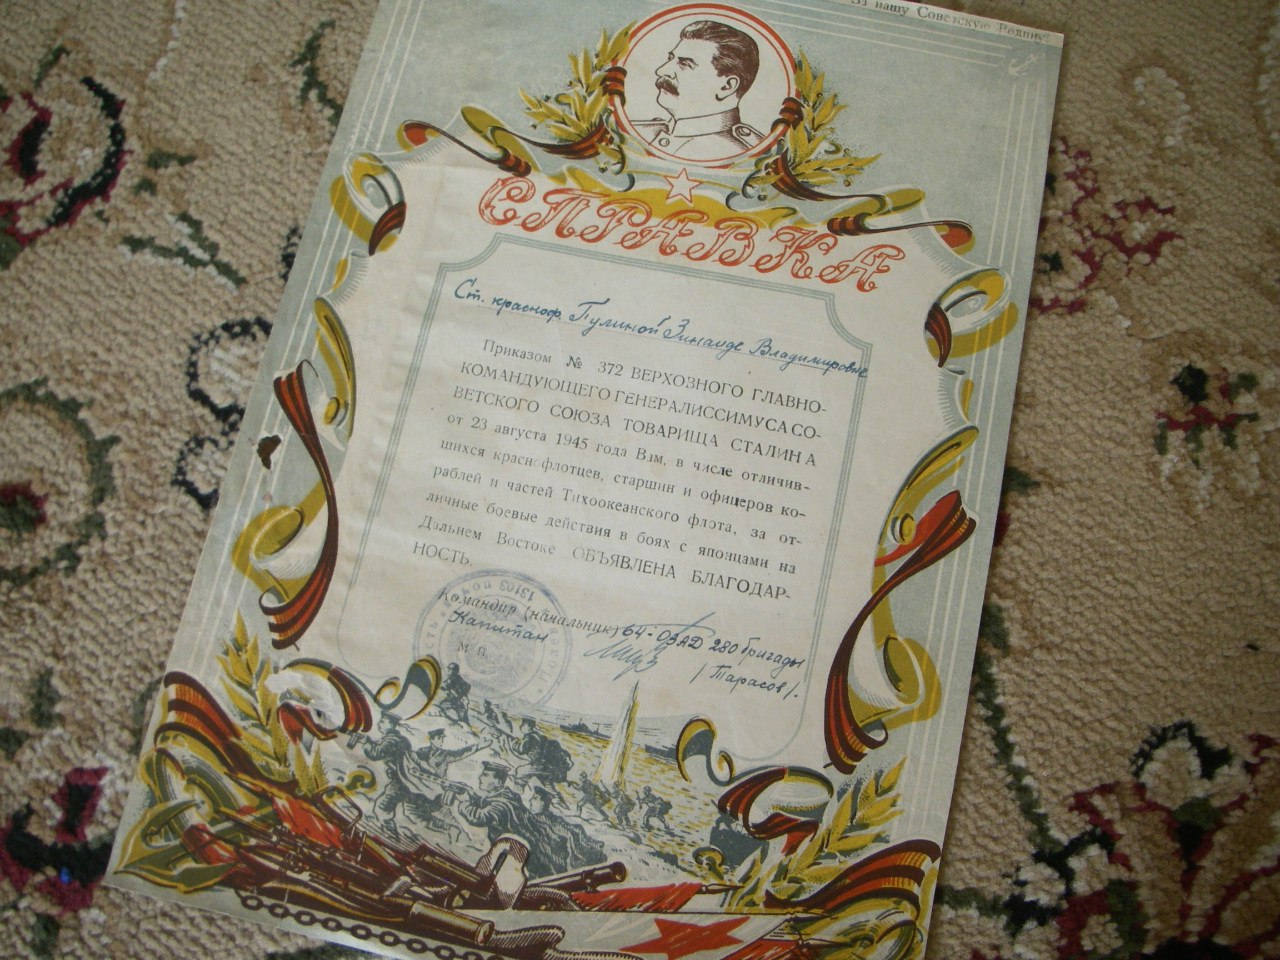 За нашу Советскую Родину
СПРАВКА
Ст. краснофл. Пулиной Зинаиде Владимировне
Приказом № 372 ВЕРХОВНОГО ГЛАВНО-
КОМАНДУЮЩЕГО ГЕНЕРАЛИССИМУСА СО-
ВЕТСКОГО СОЮЗА ТОВАРИЩА СТАЛИНА
от 23 августа 1945 года Вам, в числе отличив-
шихся краснофлотцев, старшин и офицеров ко-
раблей и частей Тихоокеанского флота, за от-
личные боевые действия в боях с японцами на
Дальнем Востоке ОБЪЯВЛЕНА БЛАГОДАР-
НОСТЬ.
Командир (начальник) 64-ОЗАД 280 бригады
Капитан /Тарасов/.
М. П.
13103